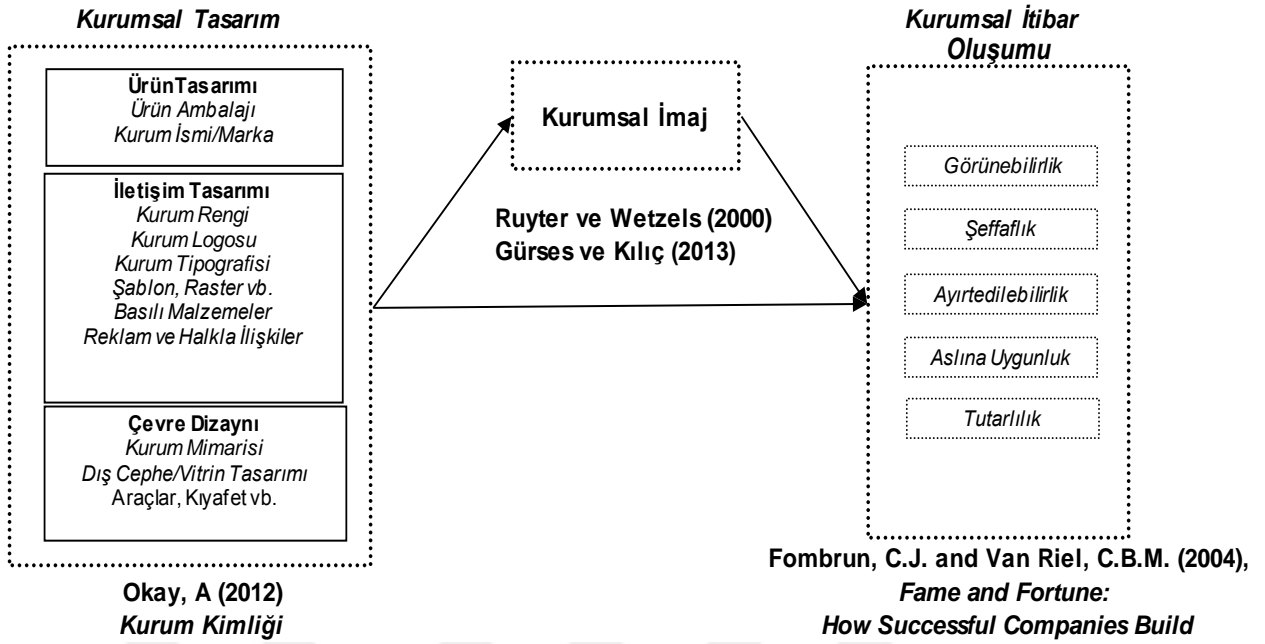 Kurumsal Tasarım
ÜrünTasarımı
Ürün Ambalajı
Kurum İsmi/Marka
İletişim Tasarımı
Kurum Rengi
Kurum Logosu
Kurum Tipografisi
Şablon, Raster vb.
Basılı Malzemeler
Reklam ve Halkla İlişkiler
Çevre Dizaynı
Kurum Mimarisi
Dış Cephe/Vitrin Tasarımı
Araçlar, Kıyafet vb.
Okay, A (2012)
Kurum Kimliği
Kurumsal İmaj
Ruyter ve Wetzels (2000)
Gürses ve Kılıç (2013)
Kurumsal İtibar
Oluşumu
Görünebilirlik
Şeffaflık
Ayırtedilebilirlik
Aslına Uygunluk
Tutarlılık
Fombrun, C.J. and Van Riel, C.B.M. (2004),
Fame and Fortune:
How Successful Companies Build